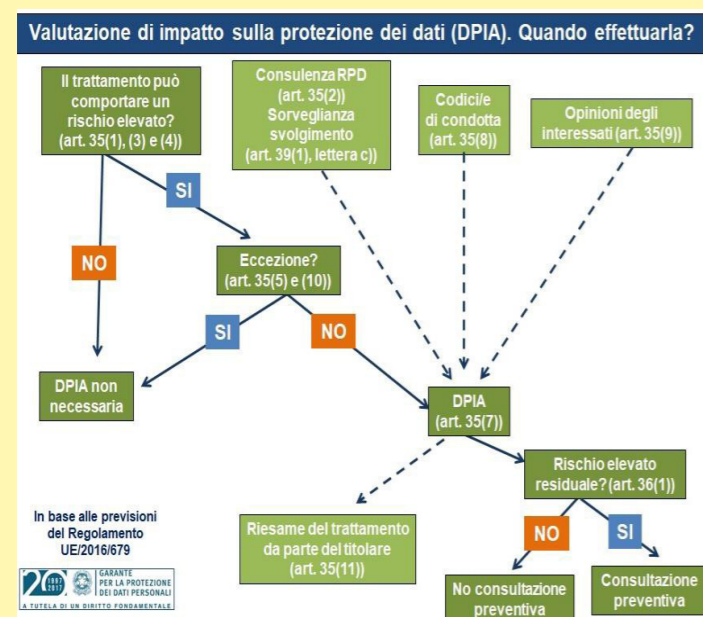 Valutazione di impatto sulla protezione dei dati (DPIA). Quando effettuarla?
Il trattamento può
comportare un
rischio elevato?
(art. 35(1), (3) e (4))
Consulenza RPD
(art. 35(2))
Sorveglianza
svolgimento
(art. 39(1), lettera c))
Codici/e
di condotta
(art. 35(8))
Opinioni degli
interessati (art. 35(9))
SI
NO
Eccezione?
(art. 35(5) e (10))
SI
NO
DPIA non
necessaria
DPIA
(art. 35(7))
Rischio elevato
residuale? (art. 36(1))
In base alle previsioni
del Regolamento
UE/2016/679
Riesame del trattamento
da parte del titolare
(art. 35(11))
NO
SI
No consultazione
preventiva
Consultazione
preventiva
20 1997
2017
GARANTE
PER LA PROTEZIONE
DEI DATI PERSONALI
A TUTELA DI UN DIRITTO FONDAMENTALE